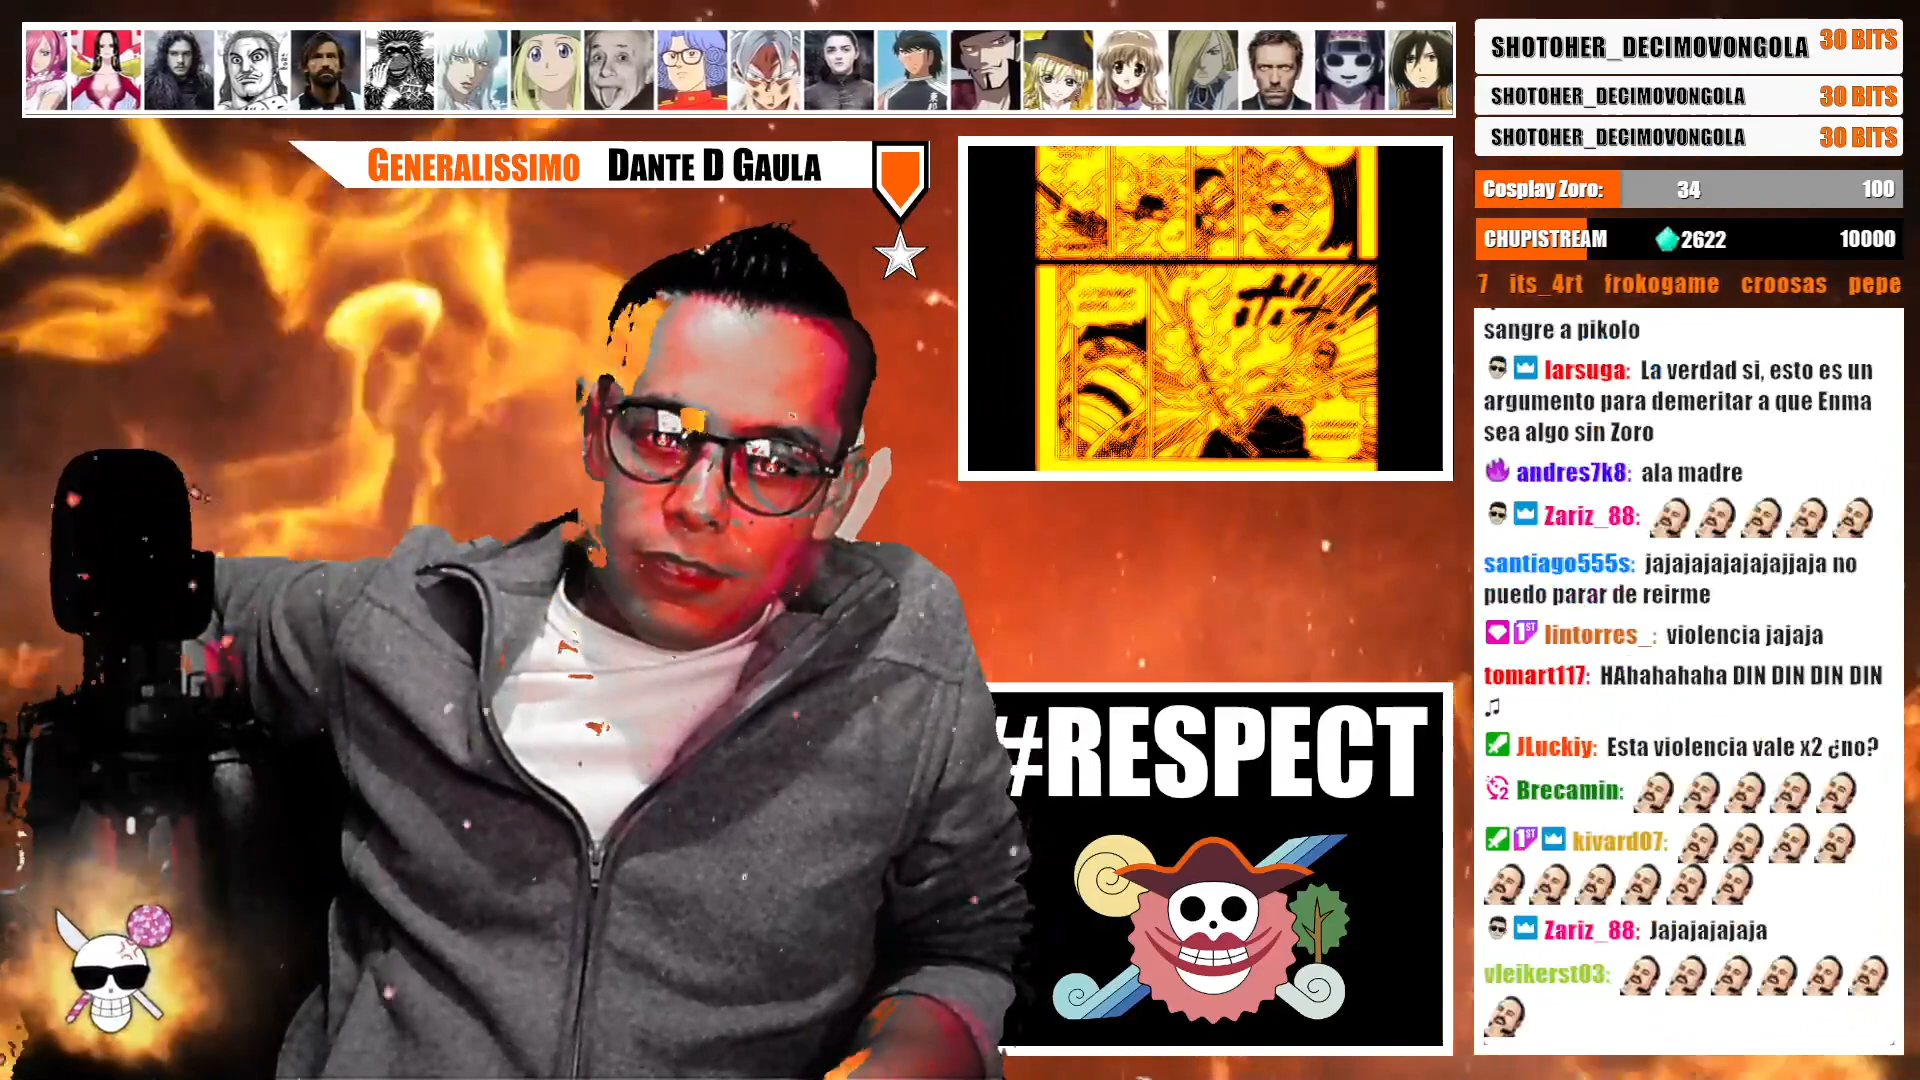 GENERALISSIMO DANTE D GAULA
SHOTOHER_DECIMOVONGOLA 30 BITS
SHOTOHER_DECIMOVONGOLA 30 BITS
SHOTOHER_DECIMOVONGOLA 30 BITS
Cosplay Zoro: 34 100
CHUPISTREAM 2622 10000
7 its_4rt frokogame croosas pepe
sangre a pikolo
larsuga: La verdad si, esto es un
argumento para demeritar a que Enma
sea algo sin Zoro
andres7k8: ala madre
Zariz_88:
santiago555s: jajajajajajajjaja no
puedo parar de reirme
1ST lintorres_: violencia jajaja
tomart117: HAhahahaha DIN DIN DIN DIN
♫
JLuckiy: Esta violencia vale x2 ¿no?
2 Brecamin:
1ST kivard07:
Zariz_88: Jajajajajaja
vleikerst03:
#RESPECT